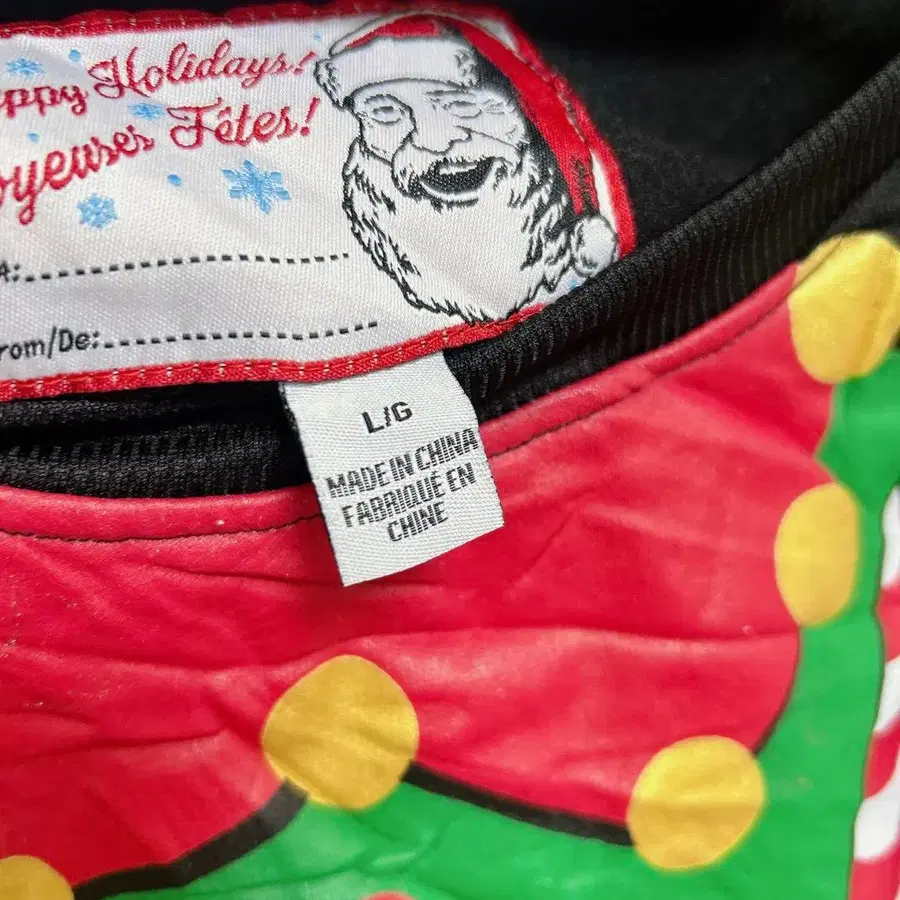 ppy Holidays!
oyeuses Fêtes!
A:
rom/De:
L/G
MADE IN CHINA
FABRIQUÉ EN
CHINE